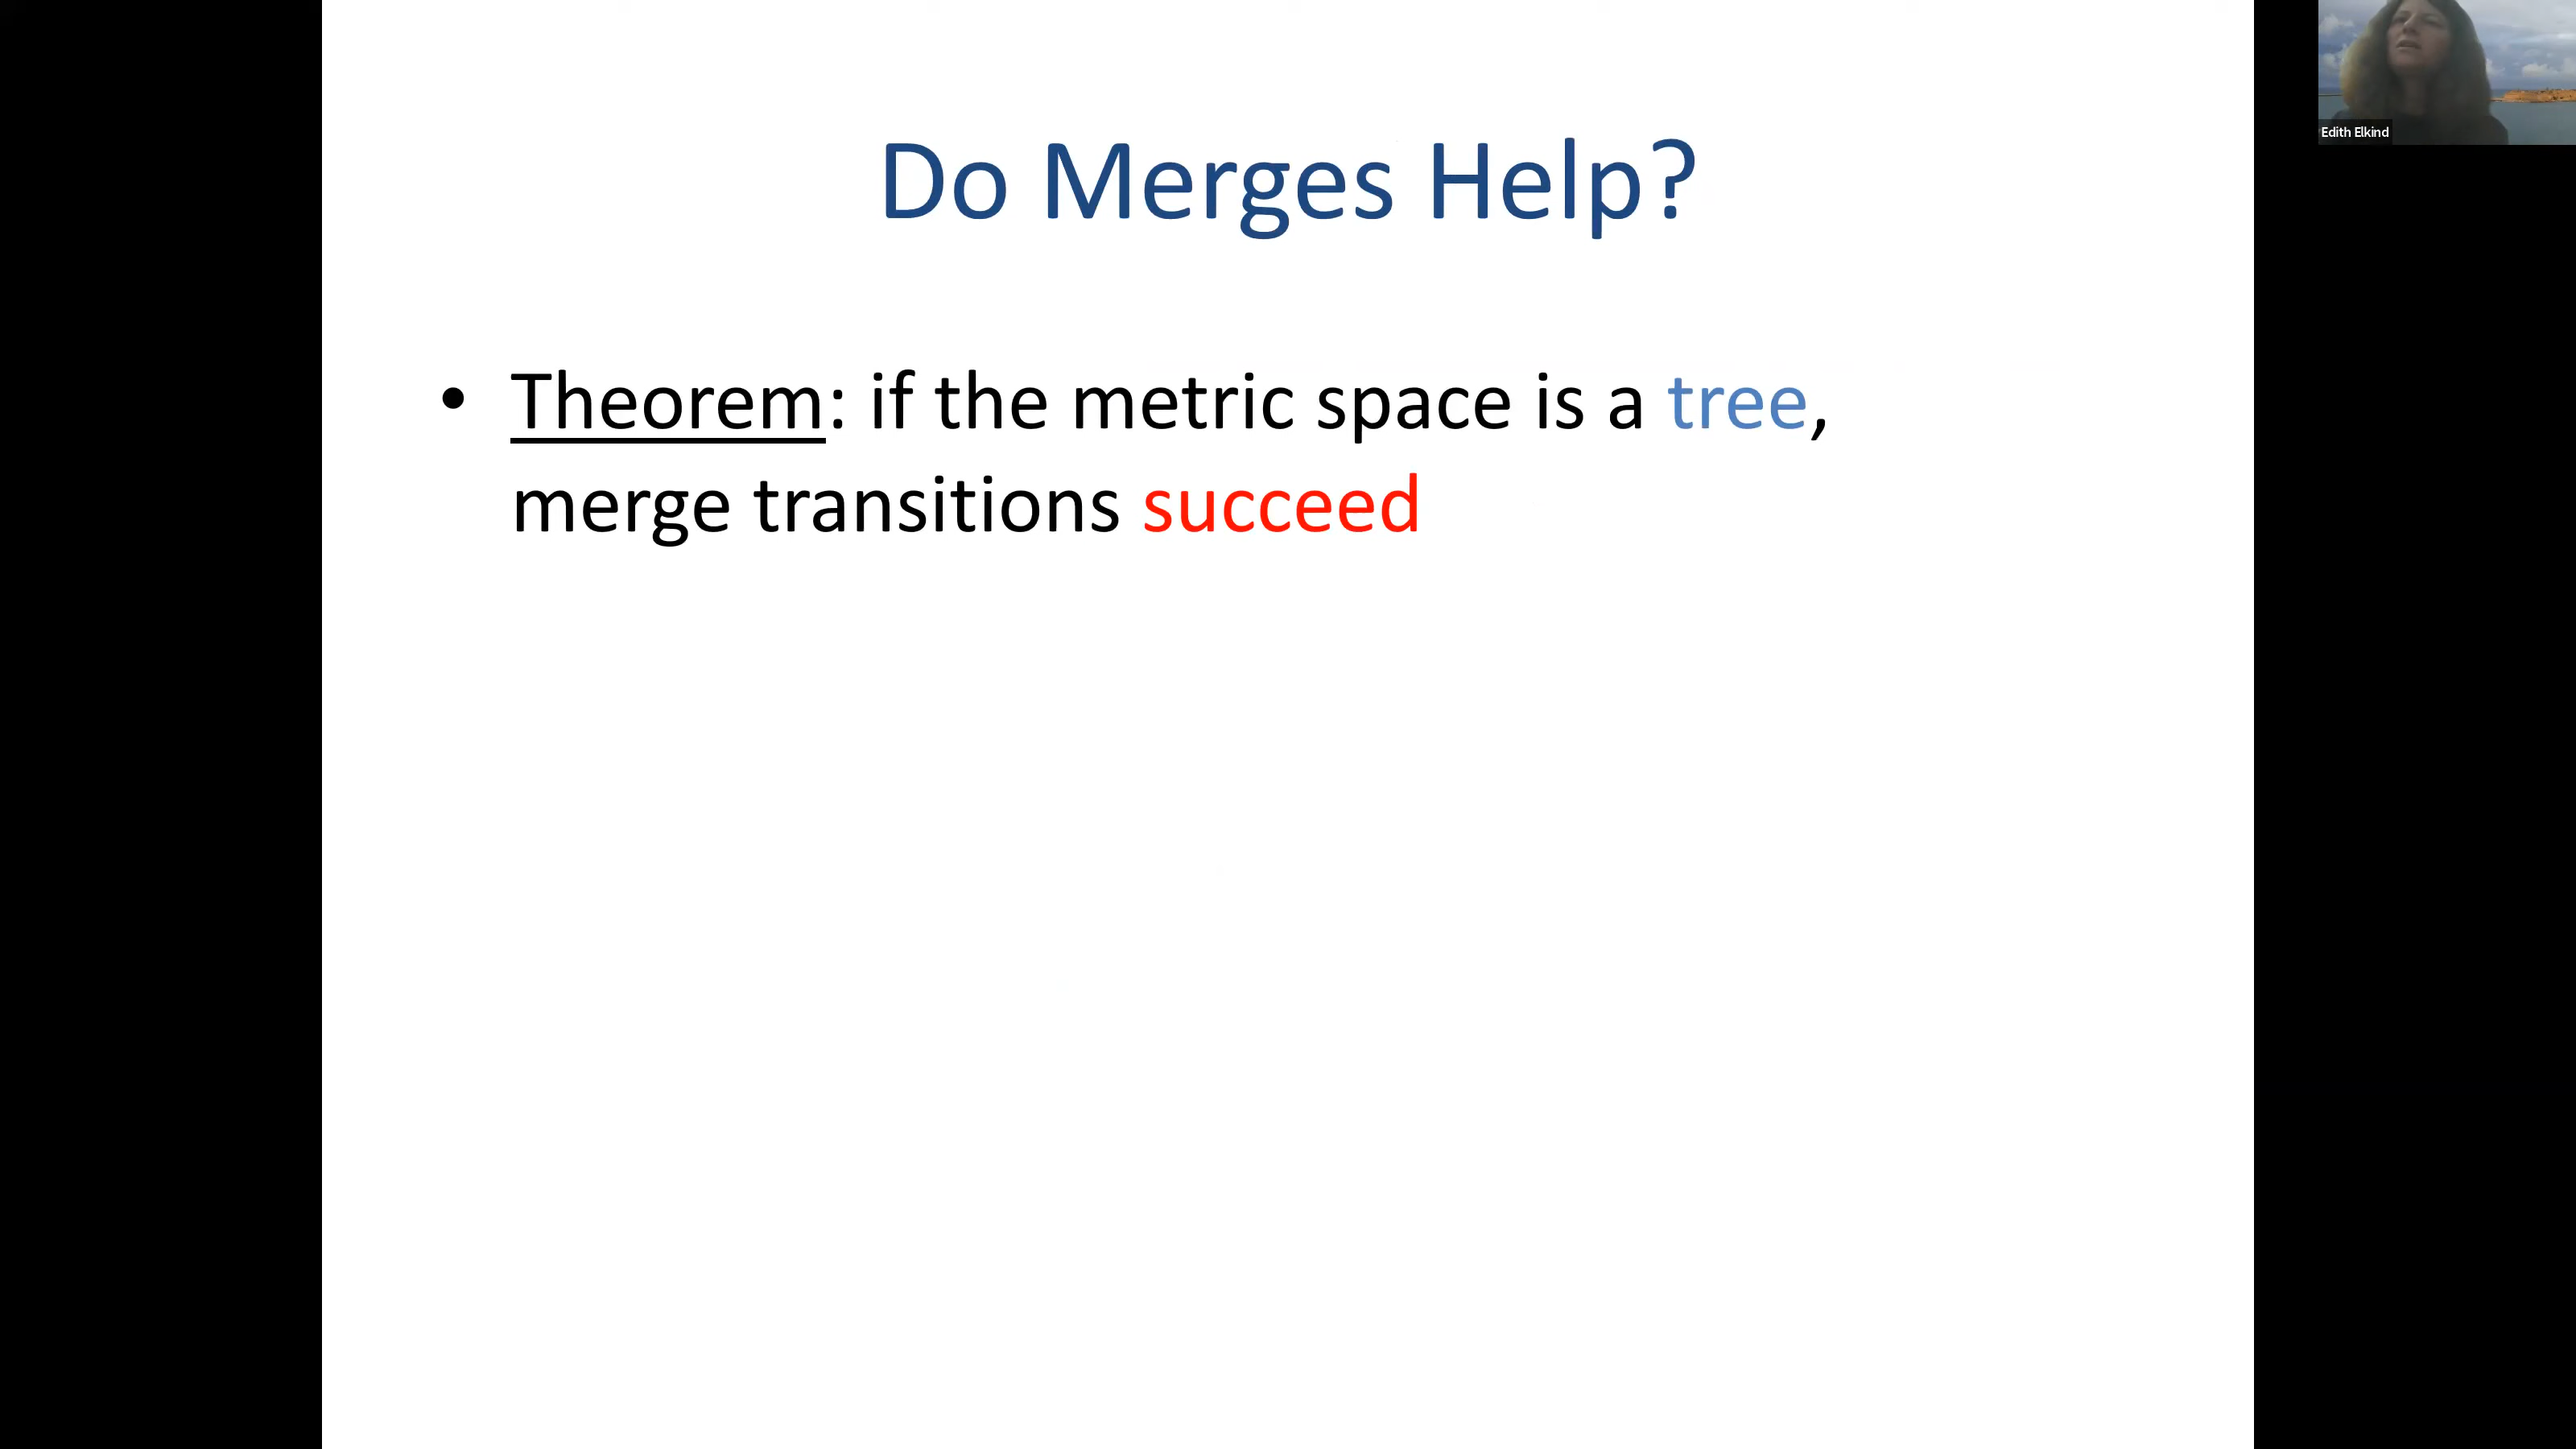 Do Merges Help?
• Theorem: if the metric space is a tree,
merge transitions succeed
Edith Elkind